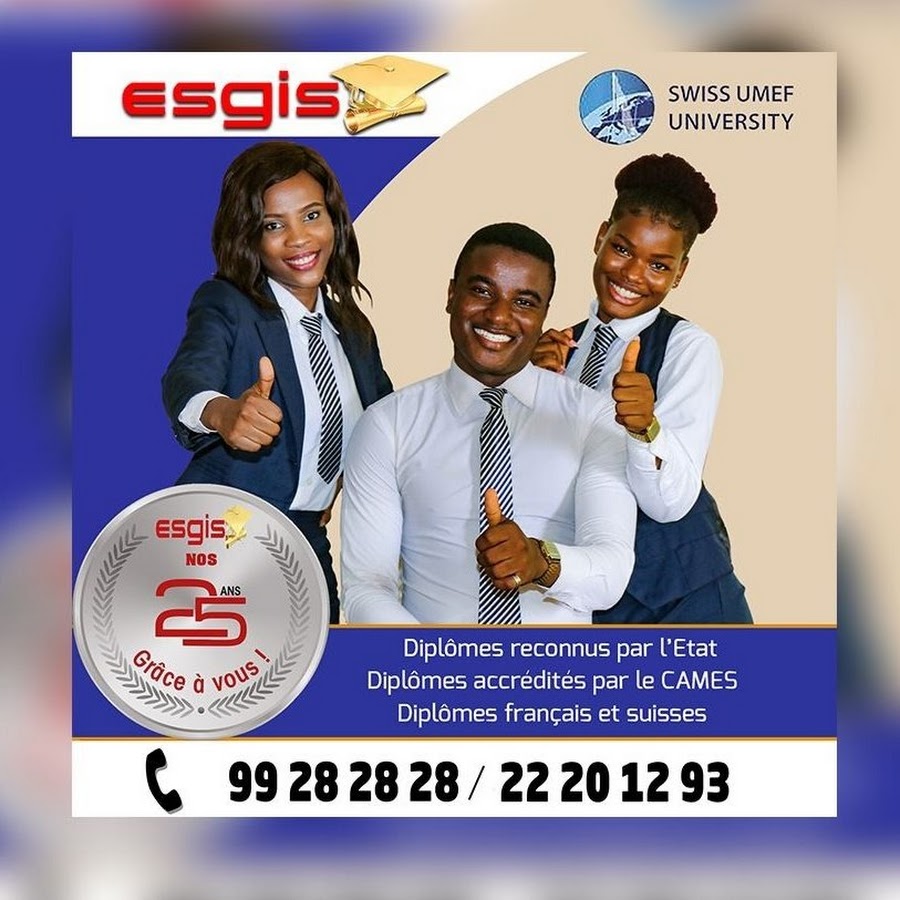 esgis
SWISS UMEF
UNIVERSITY
esgis
NOS
25 ANS
Grâce à vous !
Diplômes reconnus par l'Etat
Diplômes accrédités par le CAMES
Diplômes français et suisses
99 28 28 28 / 22 20 12 93